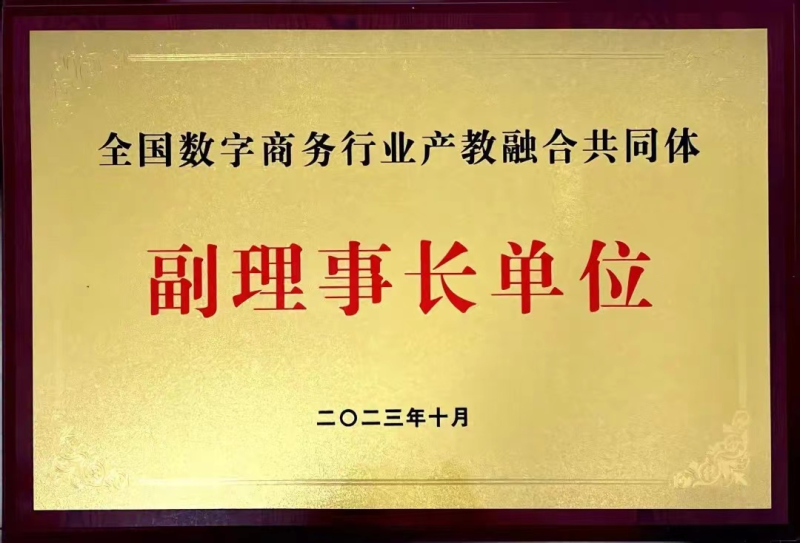 全国数字商务行业产教融合共同体
副理事长单位
二〇二三年十月